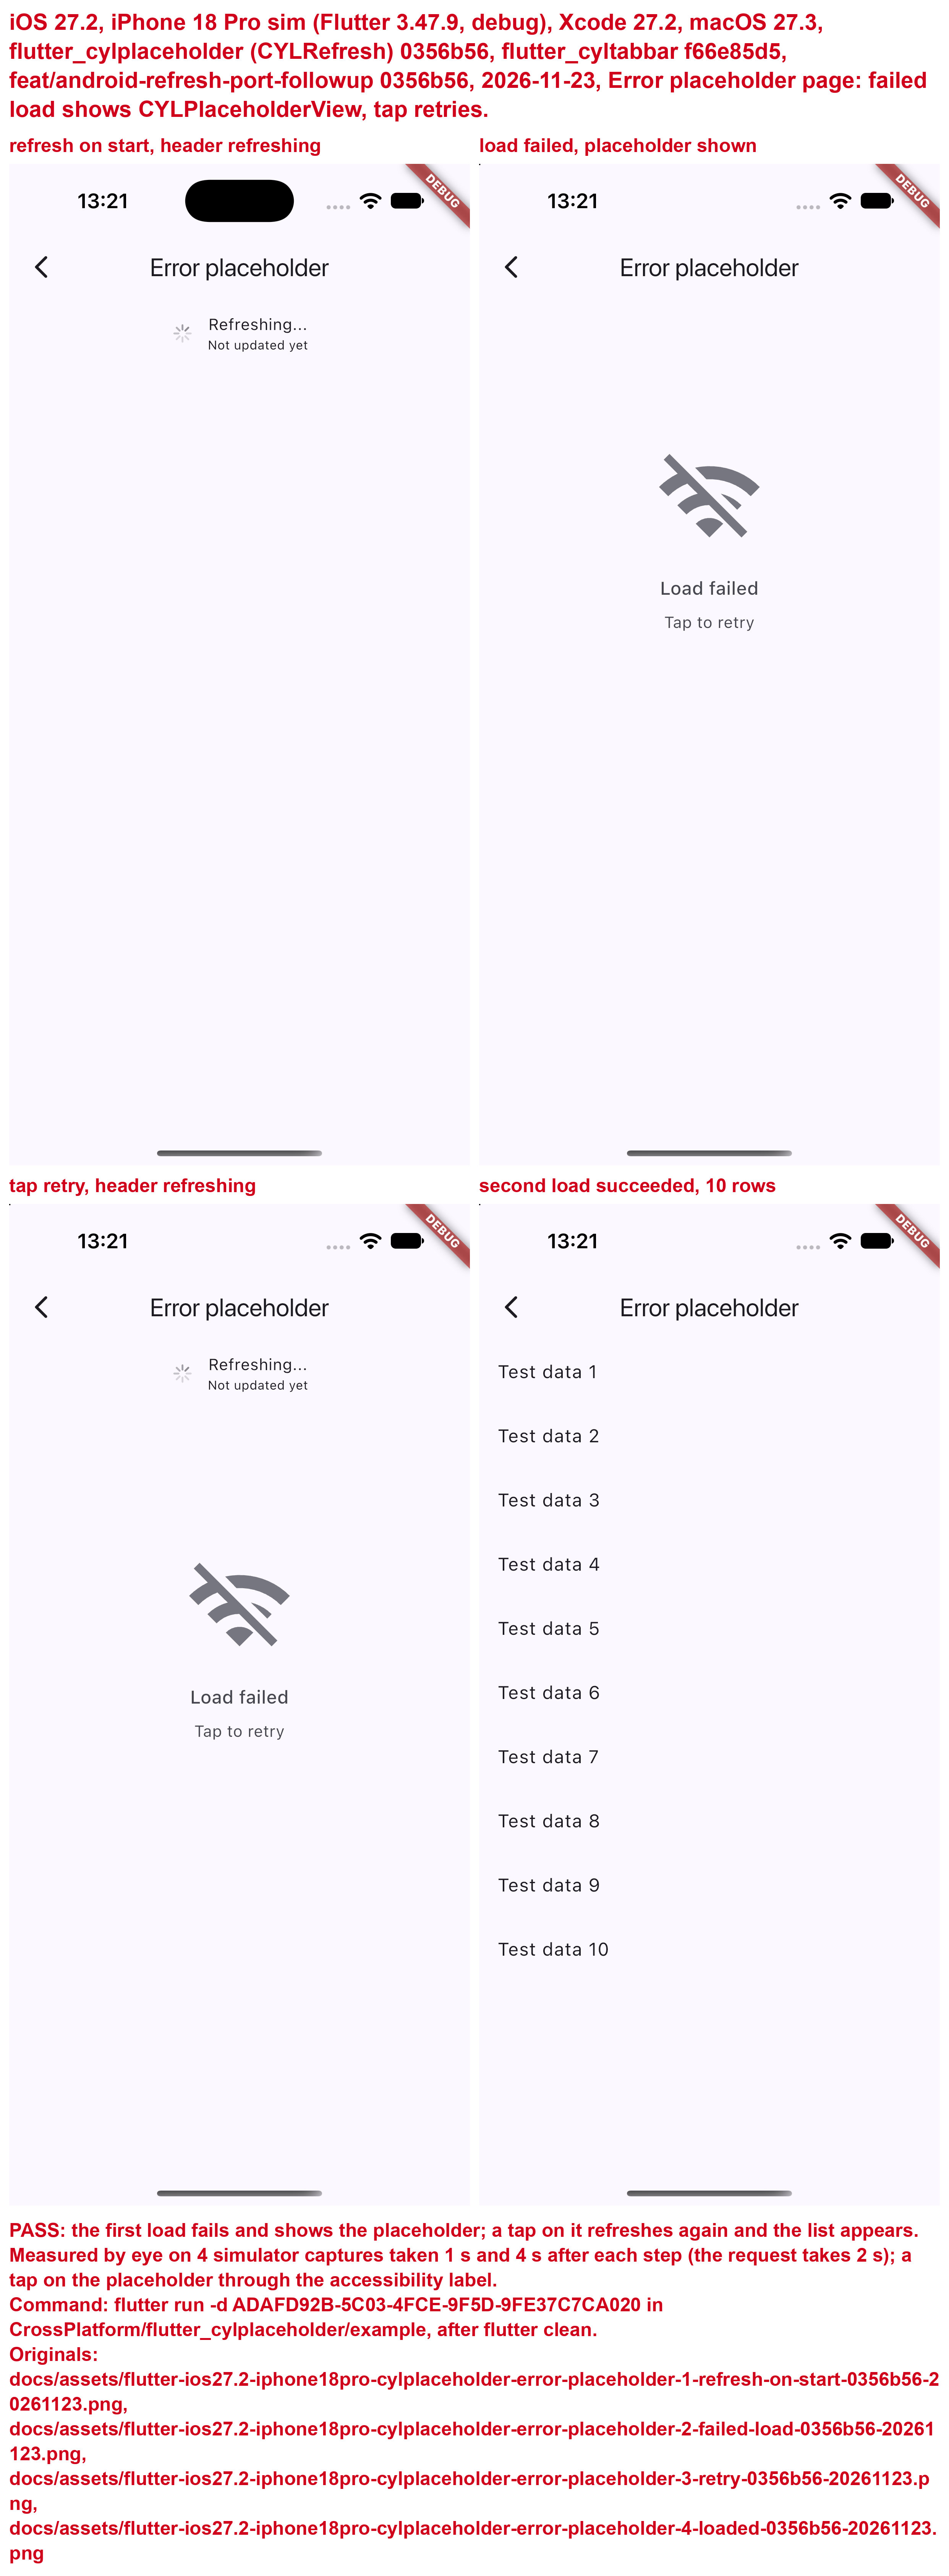 iOS 27.2, iPhone 18 Pro sim (Flutter 3.47.9, debug), Xcode 27.2, macOS 27.3,
flutter_cylplaceholder (CYLRefresh) 0356b56, flutter_cyltabbar f66e85d5,
feat/android-refresh-port-followup 0356b56, 2026-11-23, Error placeholder page: failed
load shows CYLPlaceholderView, tap retries.
refresh on start, header refreshing
13:21
DEBUG
Error placeholder
Refreshing...
Not updated yet
load failed, placeholder shown
13:21
DEBUG
Error placeholder
Load failed
Tap to retry
tap retry, header refreshing
13:21
DEBUG
Error placeholder
Refreshing...
Not updated yet
Load failed
Tap to retry
second load succeeded, 10 rows
13:21
DEBUG
Error placeholder
Test data 1
Test data 2
Test data 3
Test data 4
Test data 5
Test data 6
Test data 7
Test data 8
Test data 9
Test data 10
PASS: the first load fails and shows the placeholder; a tap on it refreshes again and the list appears.
Measured by eye on 4 simulator captures taken 1 s and 4 s after each step (the request takes 2 s); a
tap on the placeholder through the accessibility label.
Command: flutter run -d ADAFD92B-5C03-4FCE-9F5D-9FE37C7CA020 in
CrossPlatform/flutter_cylplaceholder/example, after flutter clean.
Originals:
docs/assets/flutter-ios27.2-iphone18pro-cylplaceholder-error-placeholder-1-refresh-on-start-0356b56-2
0261123.png,
docs/assets/flutter-ios27.2-iphone18pro-cylplaceholder-error-placeholder-2-failed-load-0356b56-20261
123.png,
docs/assets/flutter-ios27.2-iphone18pro-cylplaceholder-error-placeholder-3-retry-0356b56-20261123.p
ng,
docs/assets/flutter-ios27.2-iphone18pro-cylplaceholder-error-placeholder-4-loaded-0356b56-20261123.
png